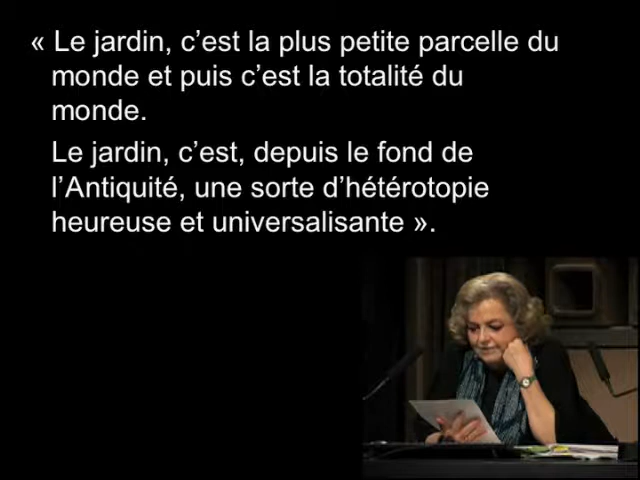 « Le jardin, c’est la plus petite parcelle du
monde et puis c’est la totalité du
monde.
Le jardin, c’est, depuis le fond de
l’Antiquité, une sorte d’hétérotopie
heureuse et universalisante ».